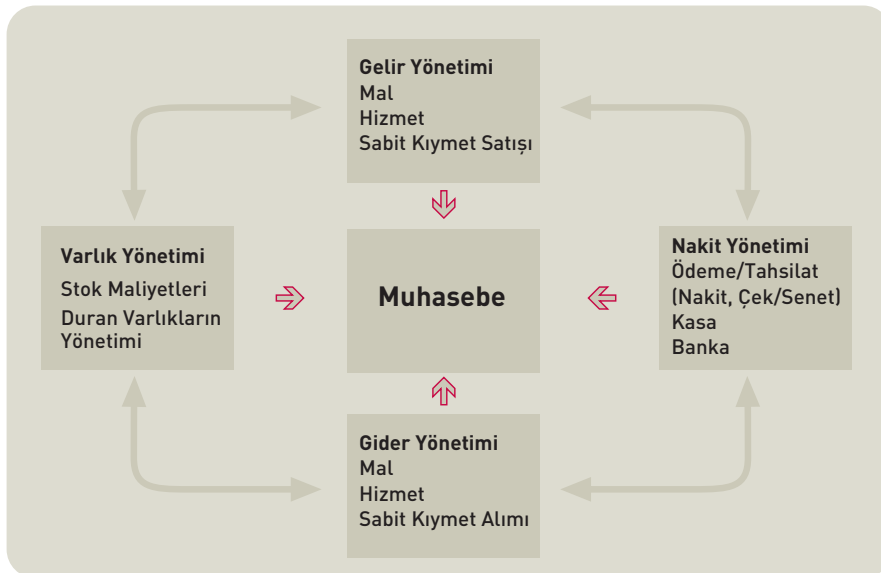 Gelir Yönetimi
Mal
Hizmet
Sabit Kıymet Satışı
Varlık Yönetimi
Stok Maliyetleri
Duran Varlıkların
Yönetimi
Muhasebe
Nakit Yönetimi
Ödeme/Tahsilat
(Nakit, Çek/Senet)
Kasa
Banka
Gider Yönetimi
Mal
Hizmet
Sabit Kıymet Alımı